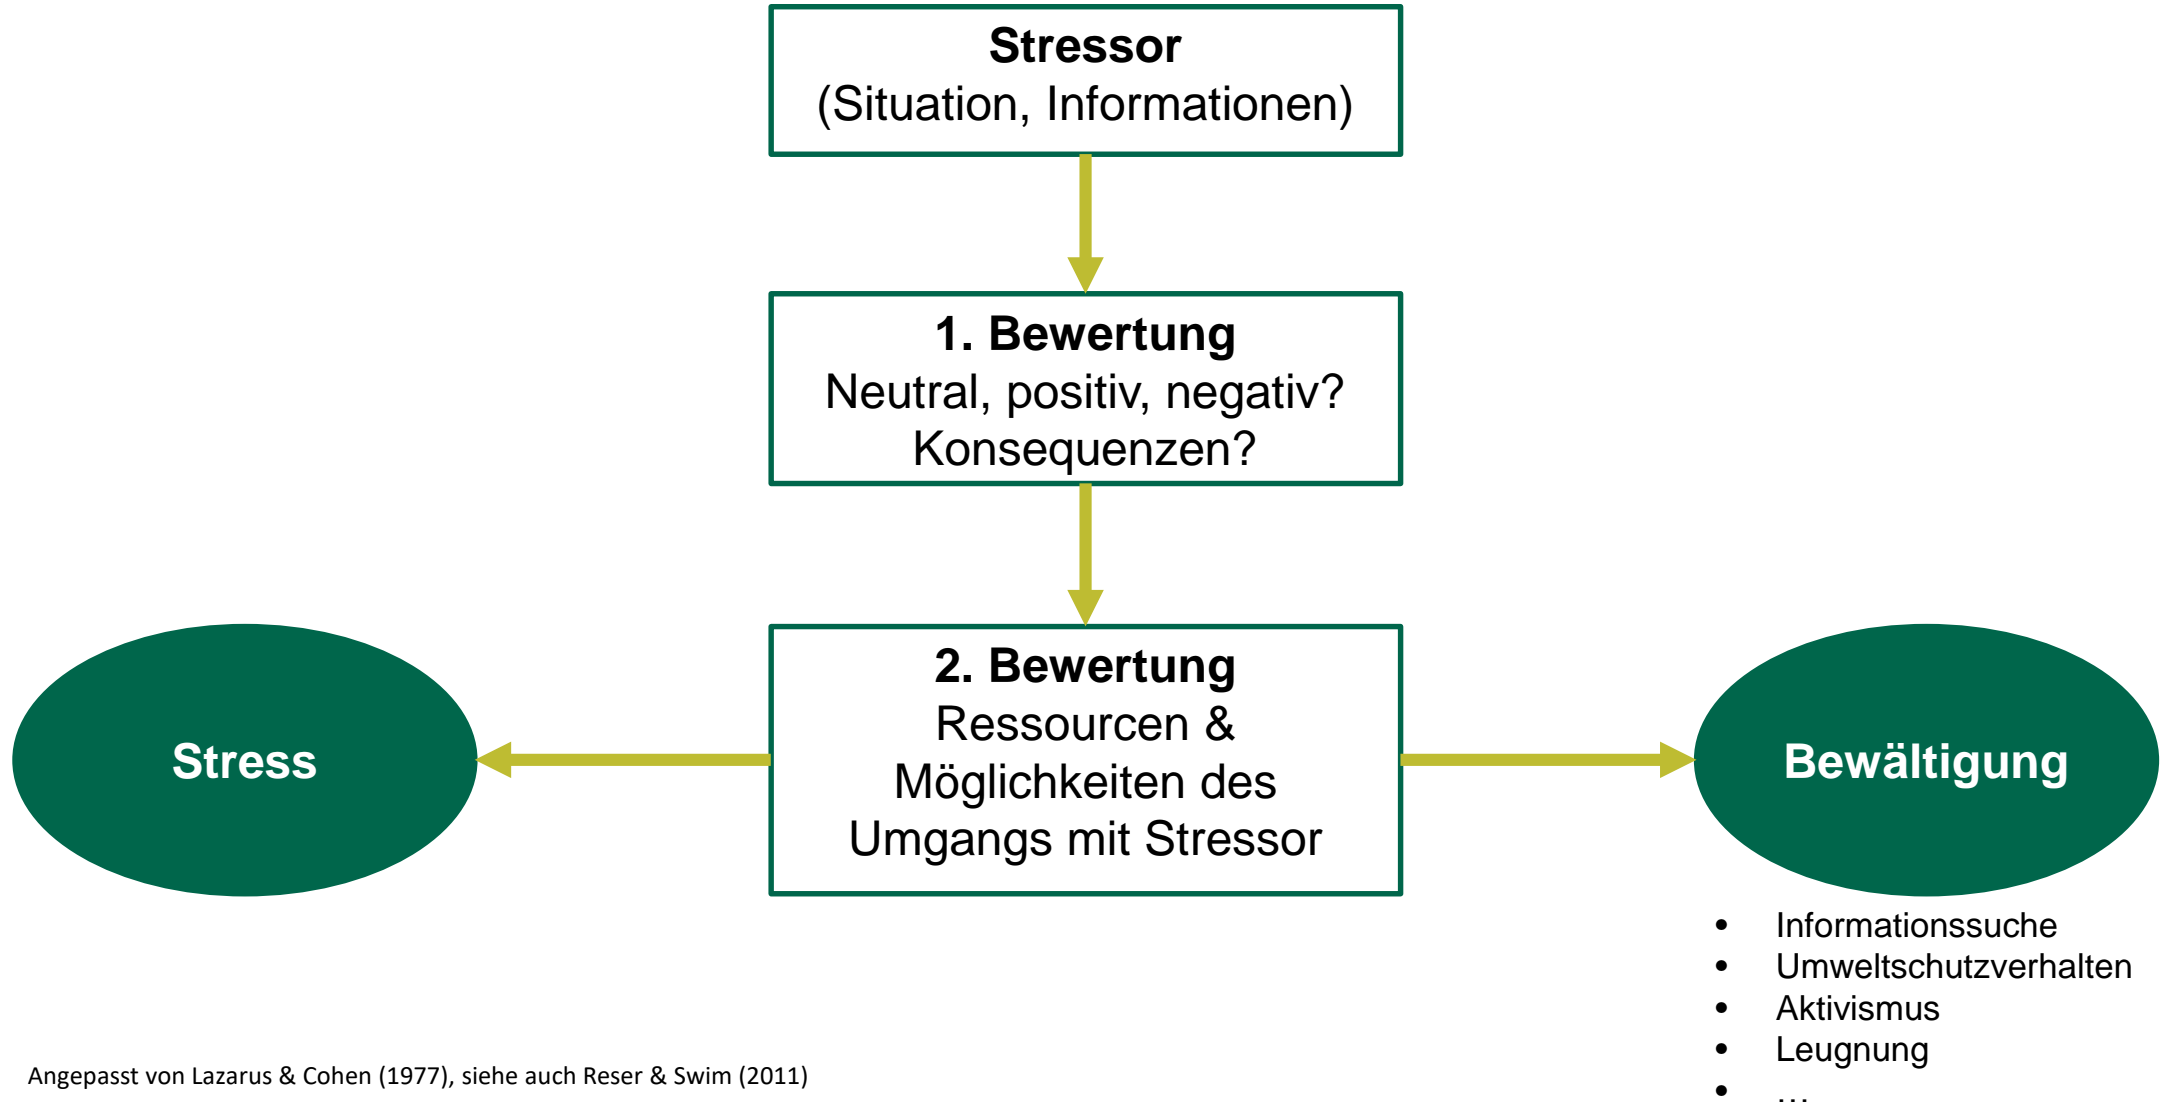 Stressor
(Situation, Informationen)
1. Bewertung
Neutral, positiv, negativ?
Konsequenzen?
2. Bewertung
Ressourcen &
Möglichkeiten des
Umgangs mit Stressor
Stress
Bewältigung
• Informationssuche
• Umweltschutzverhalten
• Aktivismus
• Leugnung
• …
Angepasst von Lazarus & Cohen (1977), siehe auch Reser & Swim (2011)